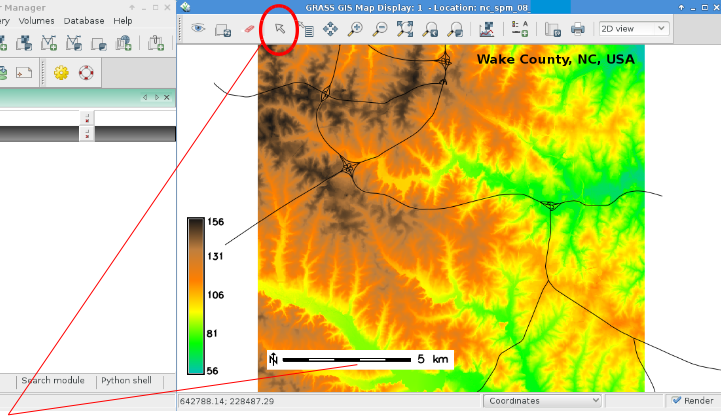 r Manager
GRASS GIS Map Display: 1 - Location: nc_spm_08
ery Volumes Database Help
2D view
Wake County, NC, USA
156
131
106
81
56
N
5 km
Search module
Python shell
642788.14; 228487.29
Coordinates
Render